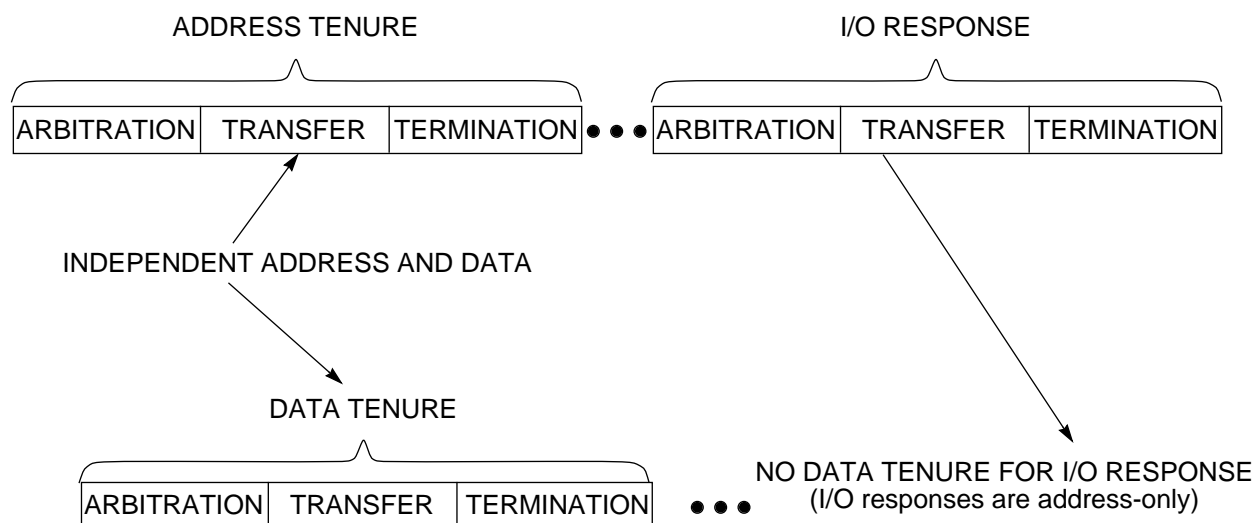 ADDRESS TENURE
I/O RESPONSE
ARBITRATION TRANSFER TERMINATION ARBITRATION TRANSFER TERMINATION
INDEPENDENT ADDRESS AND DATA
DATA TENURE
NO DATA TENURE FOR I/O RESPONSE
(I/O responses are address-only)
ARBITRATION TRANSFER TERMINATION